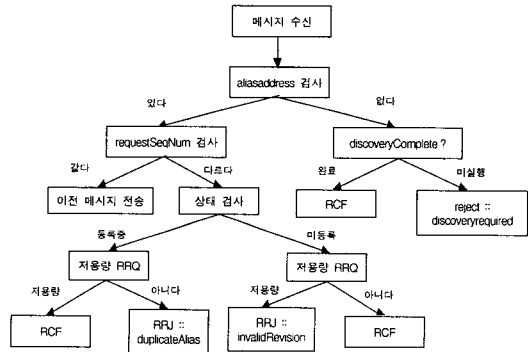 메시지 수신
aliasaddress 검사
있다
없다
requestSeqNum 검사
discoveryComplete ?
같다
다르다
완료
미실행
이전 메시지 전송
상태 검사
RCF
reject ::
discoveryrequired
등록중
미등록
저용량 RRQ
저용량 RRQ
저용량
아니다
저용량
아니다
RCF
RRJ ::
duplicateAlias
RRJ ::
invalidRevision
RCF